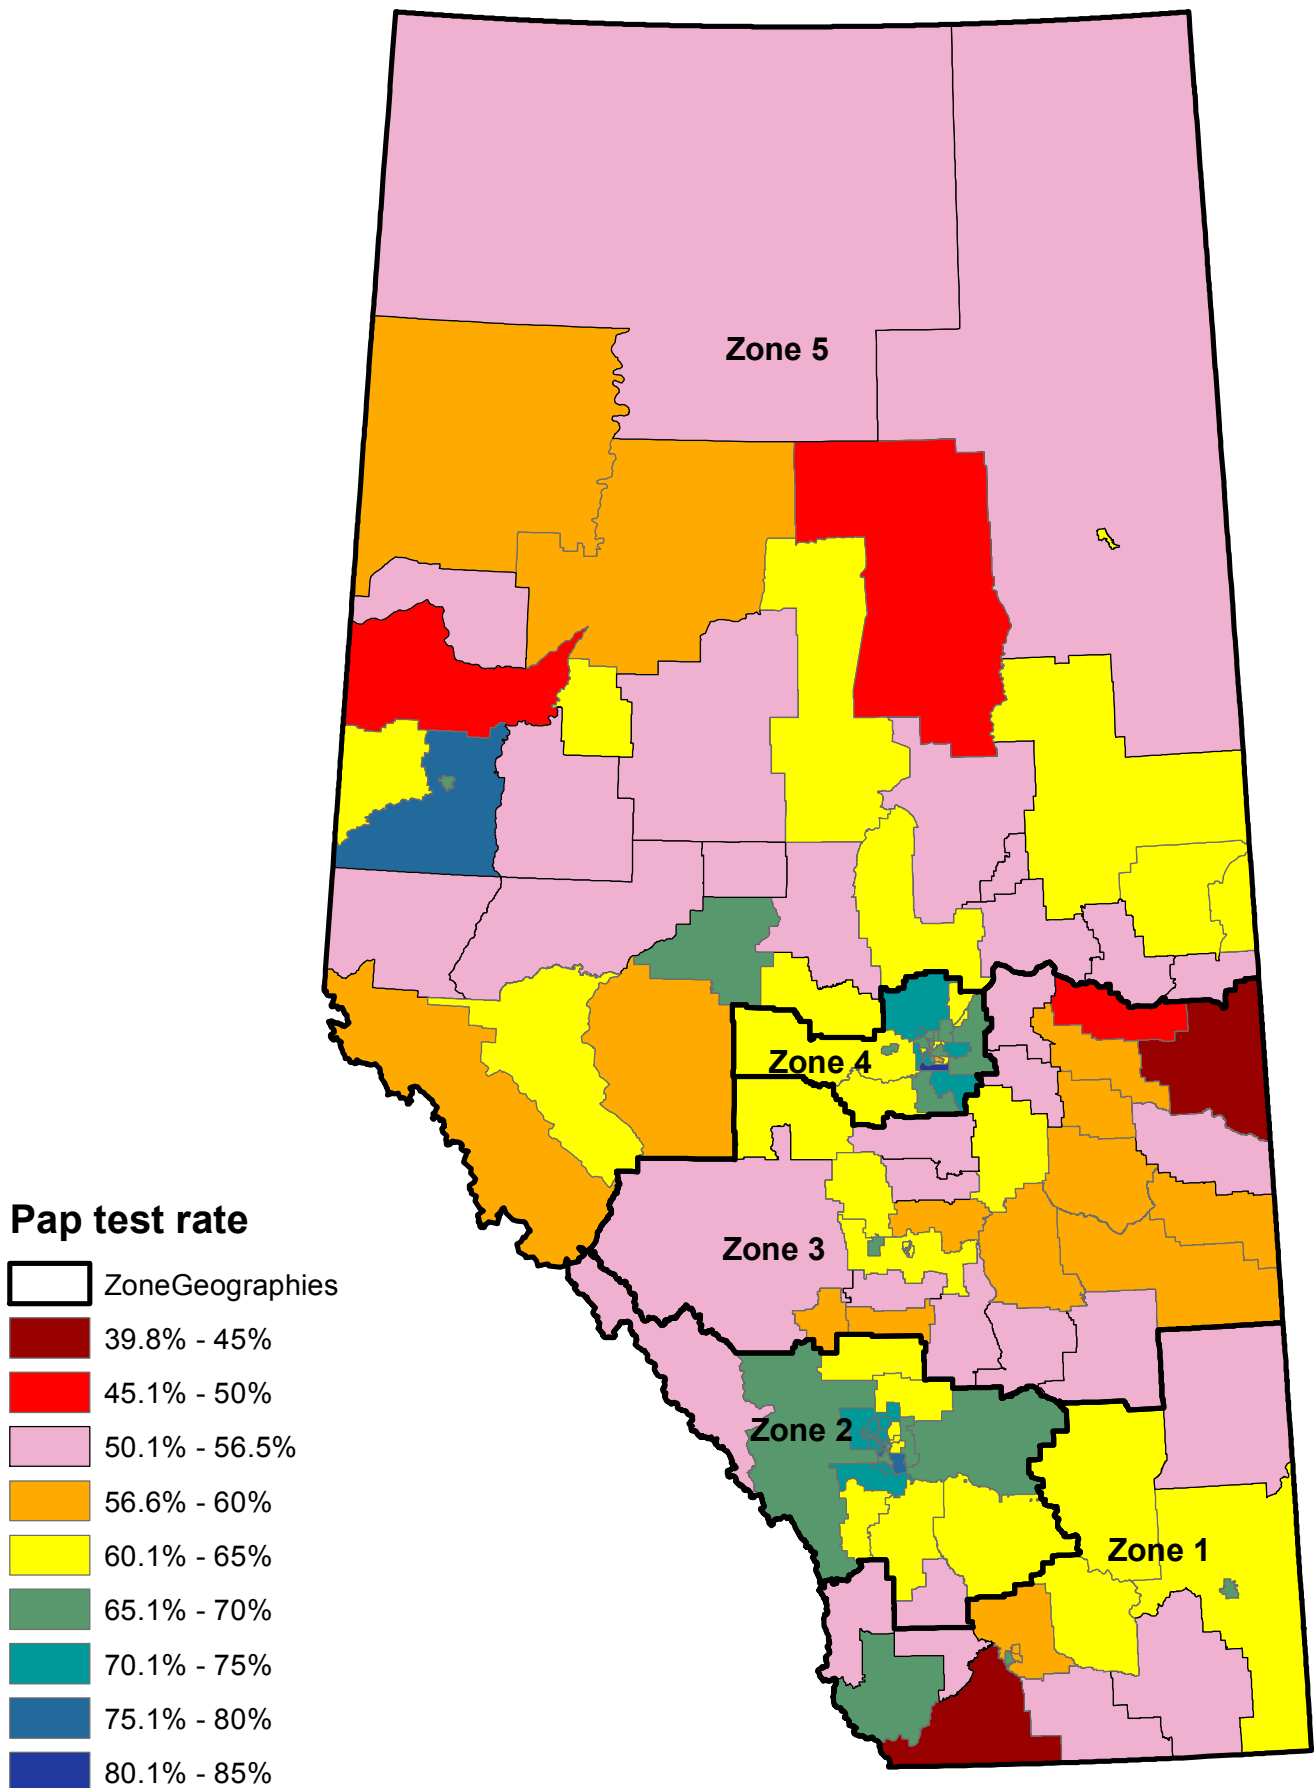 Zone 5
Zone 4
Zone 3
Zone 2
Zone 1
Pap test rate
ZoneGeographies
39.8% - 45%
45.1% - 50%
50.1% - 56.5%
56.6% - 60%
60.1% - 65%
65.1% - 70%
70.1% - 75%
75.1% - 80%
80.1% - 85%